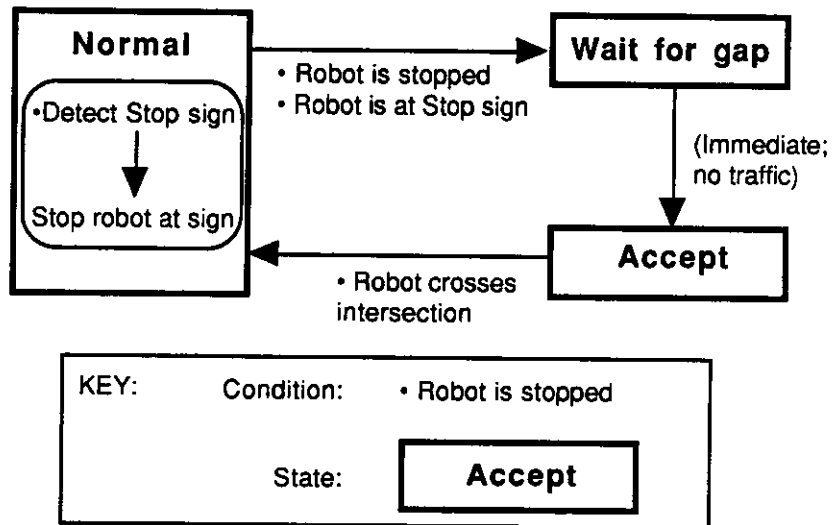 Normal
•Detect Stop sign
Stop robot at sign
• Robot is stopped
• Robot is at Stop sign
Wait for gap
(Immediate;
no traffic)
Accept
• Robot crosses
intersection
KEY:
Condition:
• Robot is stopped
State:
Accept